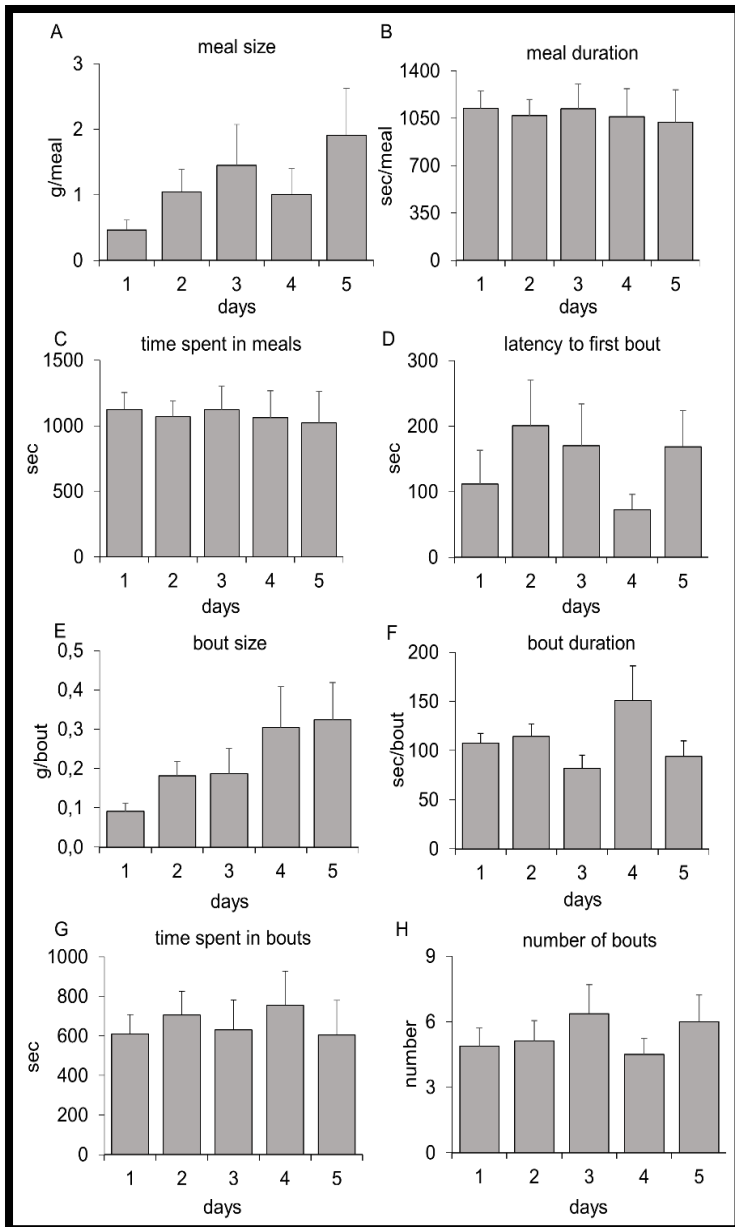 A
meal size
3
2
1
0
g/meal
1 2 3 4 5
days
B
meal duration
1400
1050
700
350
0
sec/meal
1 2 3 4 5
days
C
time spent in meals
1500
1000
500
0
sec
1 2 3 4 5
days
D
latency to first bout
300
200
100
0
sec
1 2 3 4 5
days
E
bout size
0,5
0,4
0,3
0,2
0,1
0,0
g/bout
1 2 3 4 5
days
F
bout duration
200
150
100
50
0
sec/bout
1 2 3 4 5
days
G
time spent in bouts
1000
800
600
400
200
0
sec
1 2 3 4 5
days
H
number of bouts
9
6
3
0
number
1 2 3 4 5
days